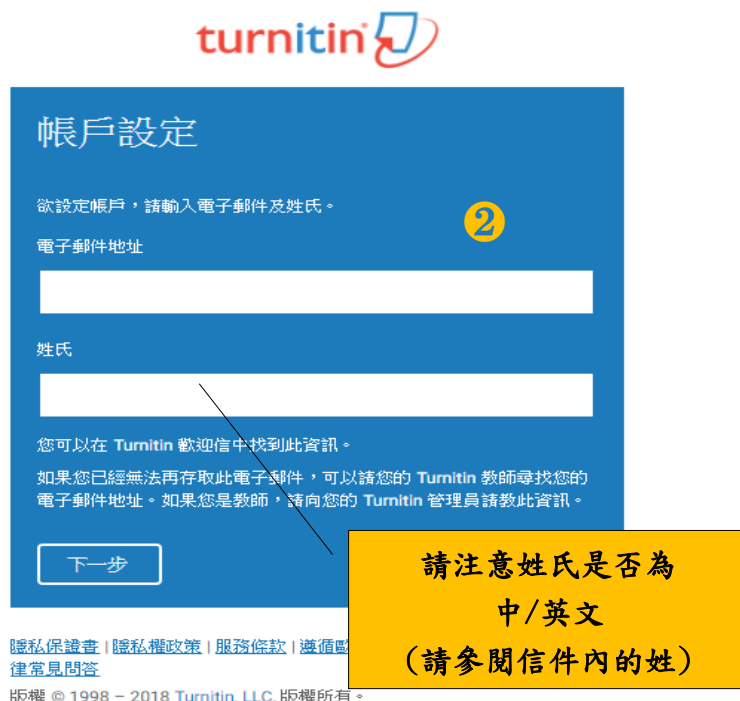 turnitin
帳戶設定
欲設定帳戶，請輸入電子郵件及姓氏。
2
電子郵件地址
姓氏
您可以在 Turnitin 歡迎信中找到此資訊。
如果您已經無法再存取此電子郵件，可以請您的 Turnitin 教師尋找您的
電子郵件地址。如果您是教師，請向您的 Turnitin 管理員請教此資訊。
下一步
請注意姓氏是否為
中/英文
(請參閱信件內的姓)
隱私保證書 | 隱私權政策 | 服務條款 | 遵循歐
律常見問答
版權 © 1998 – 2018 Turnitin, LLC. 版權所有。